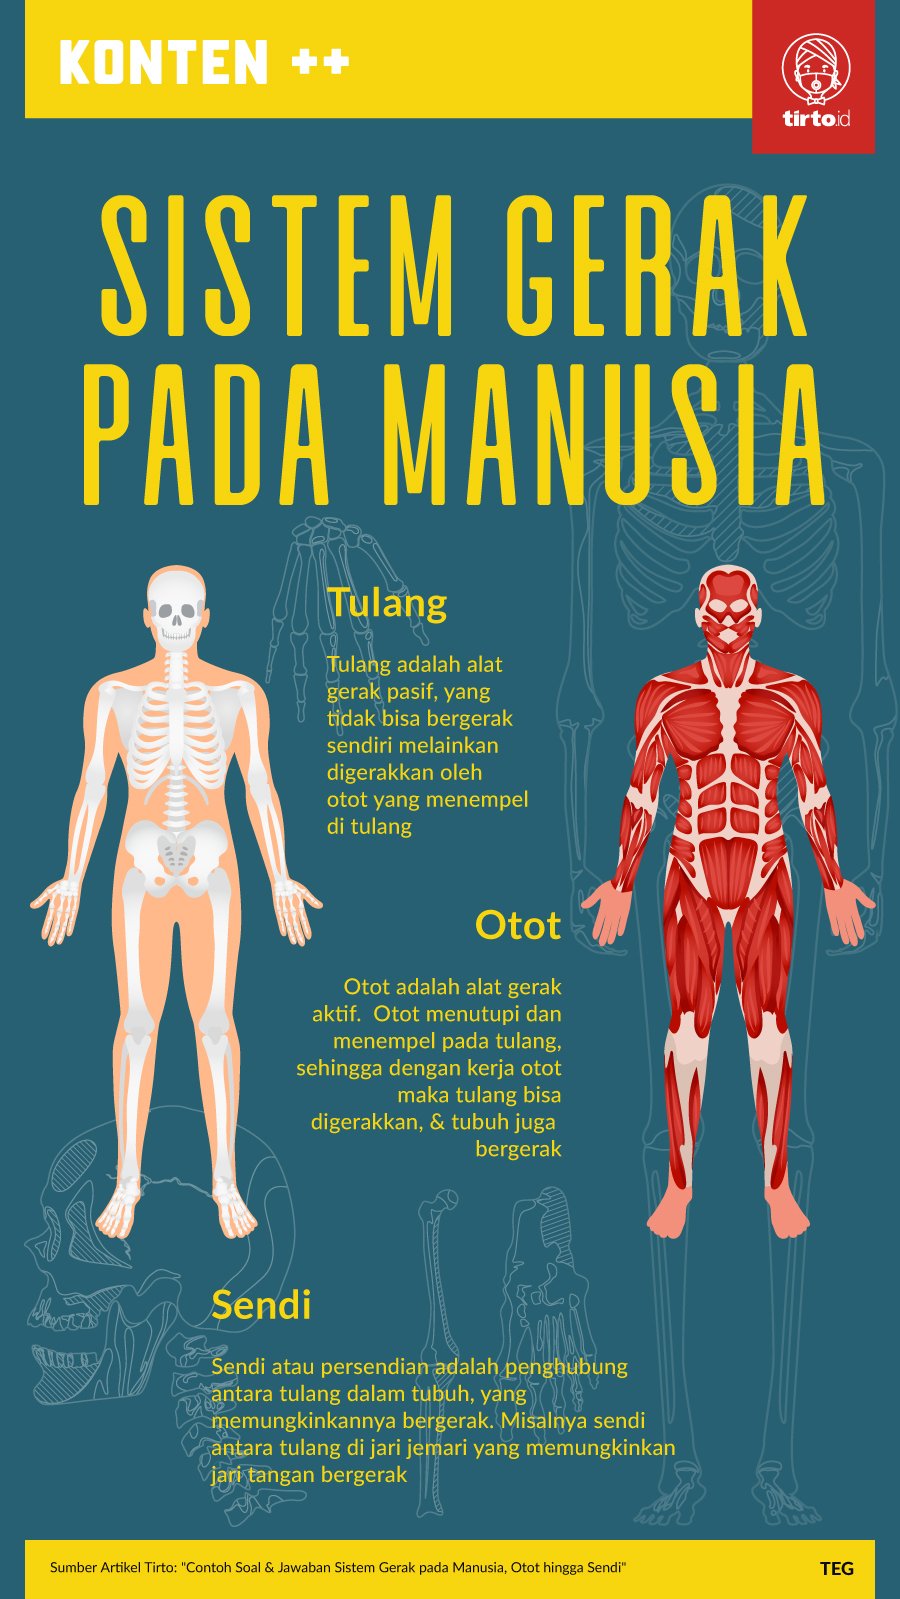 KONTEN ++
tirto.id
SISTEM GERAK
PADA MANUSIA
Tulang
Tulang adalah alat
gerak pasif, yang
tidak bisa bergerak
sendiri melainkan
digerakkan oleh
otot yang menempel
di tulang
Otot
Otot adalah alat gerak
aktif. Otot menutupi dan
menempel pada tulang,
sehingga dengan kerja otot
maka tulang bisa
digerakkan, & tubuh juga
bergerak
Sendi
Sendi atau persendian adalah penghubung
antara tulang dalam tubuh, yang
memungkinkannya bergerak. Misalnya sendi
antara tulang di jari jemari yang memungkinkan
jari tangan bergerak
Sumber Artikel Tirto: "Contoh Soal & Jawaban Sistem Gerak pada Manusia, Otot hingga Sendi"
TEG